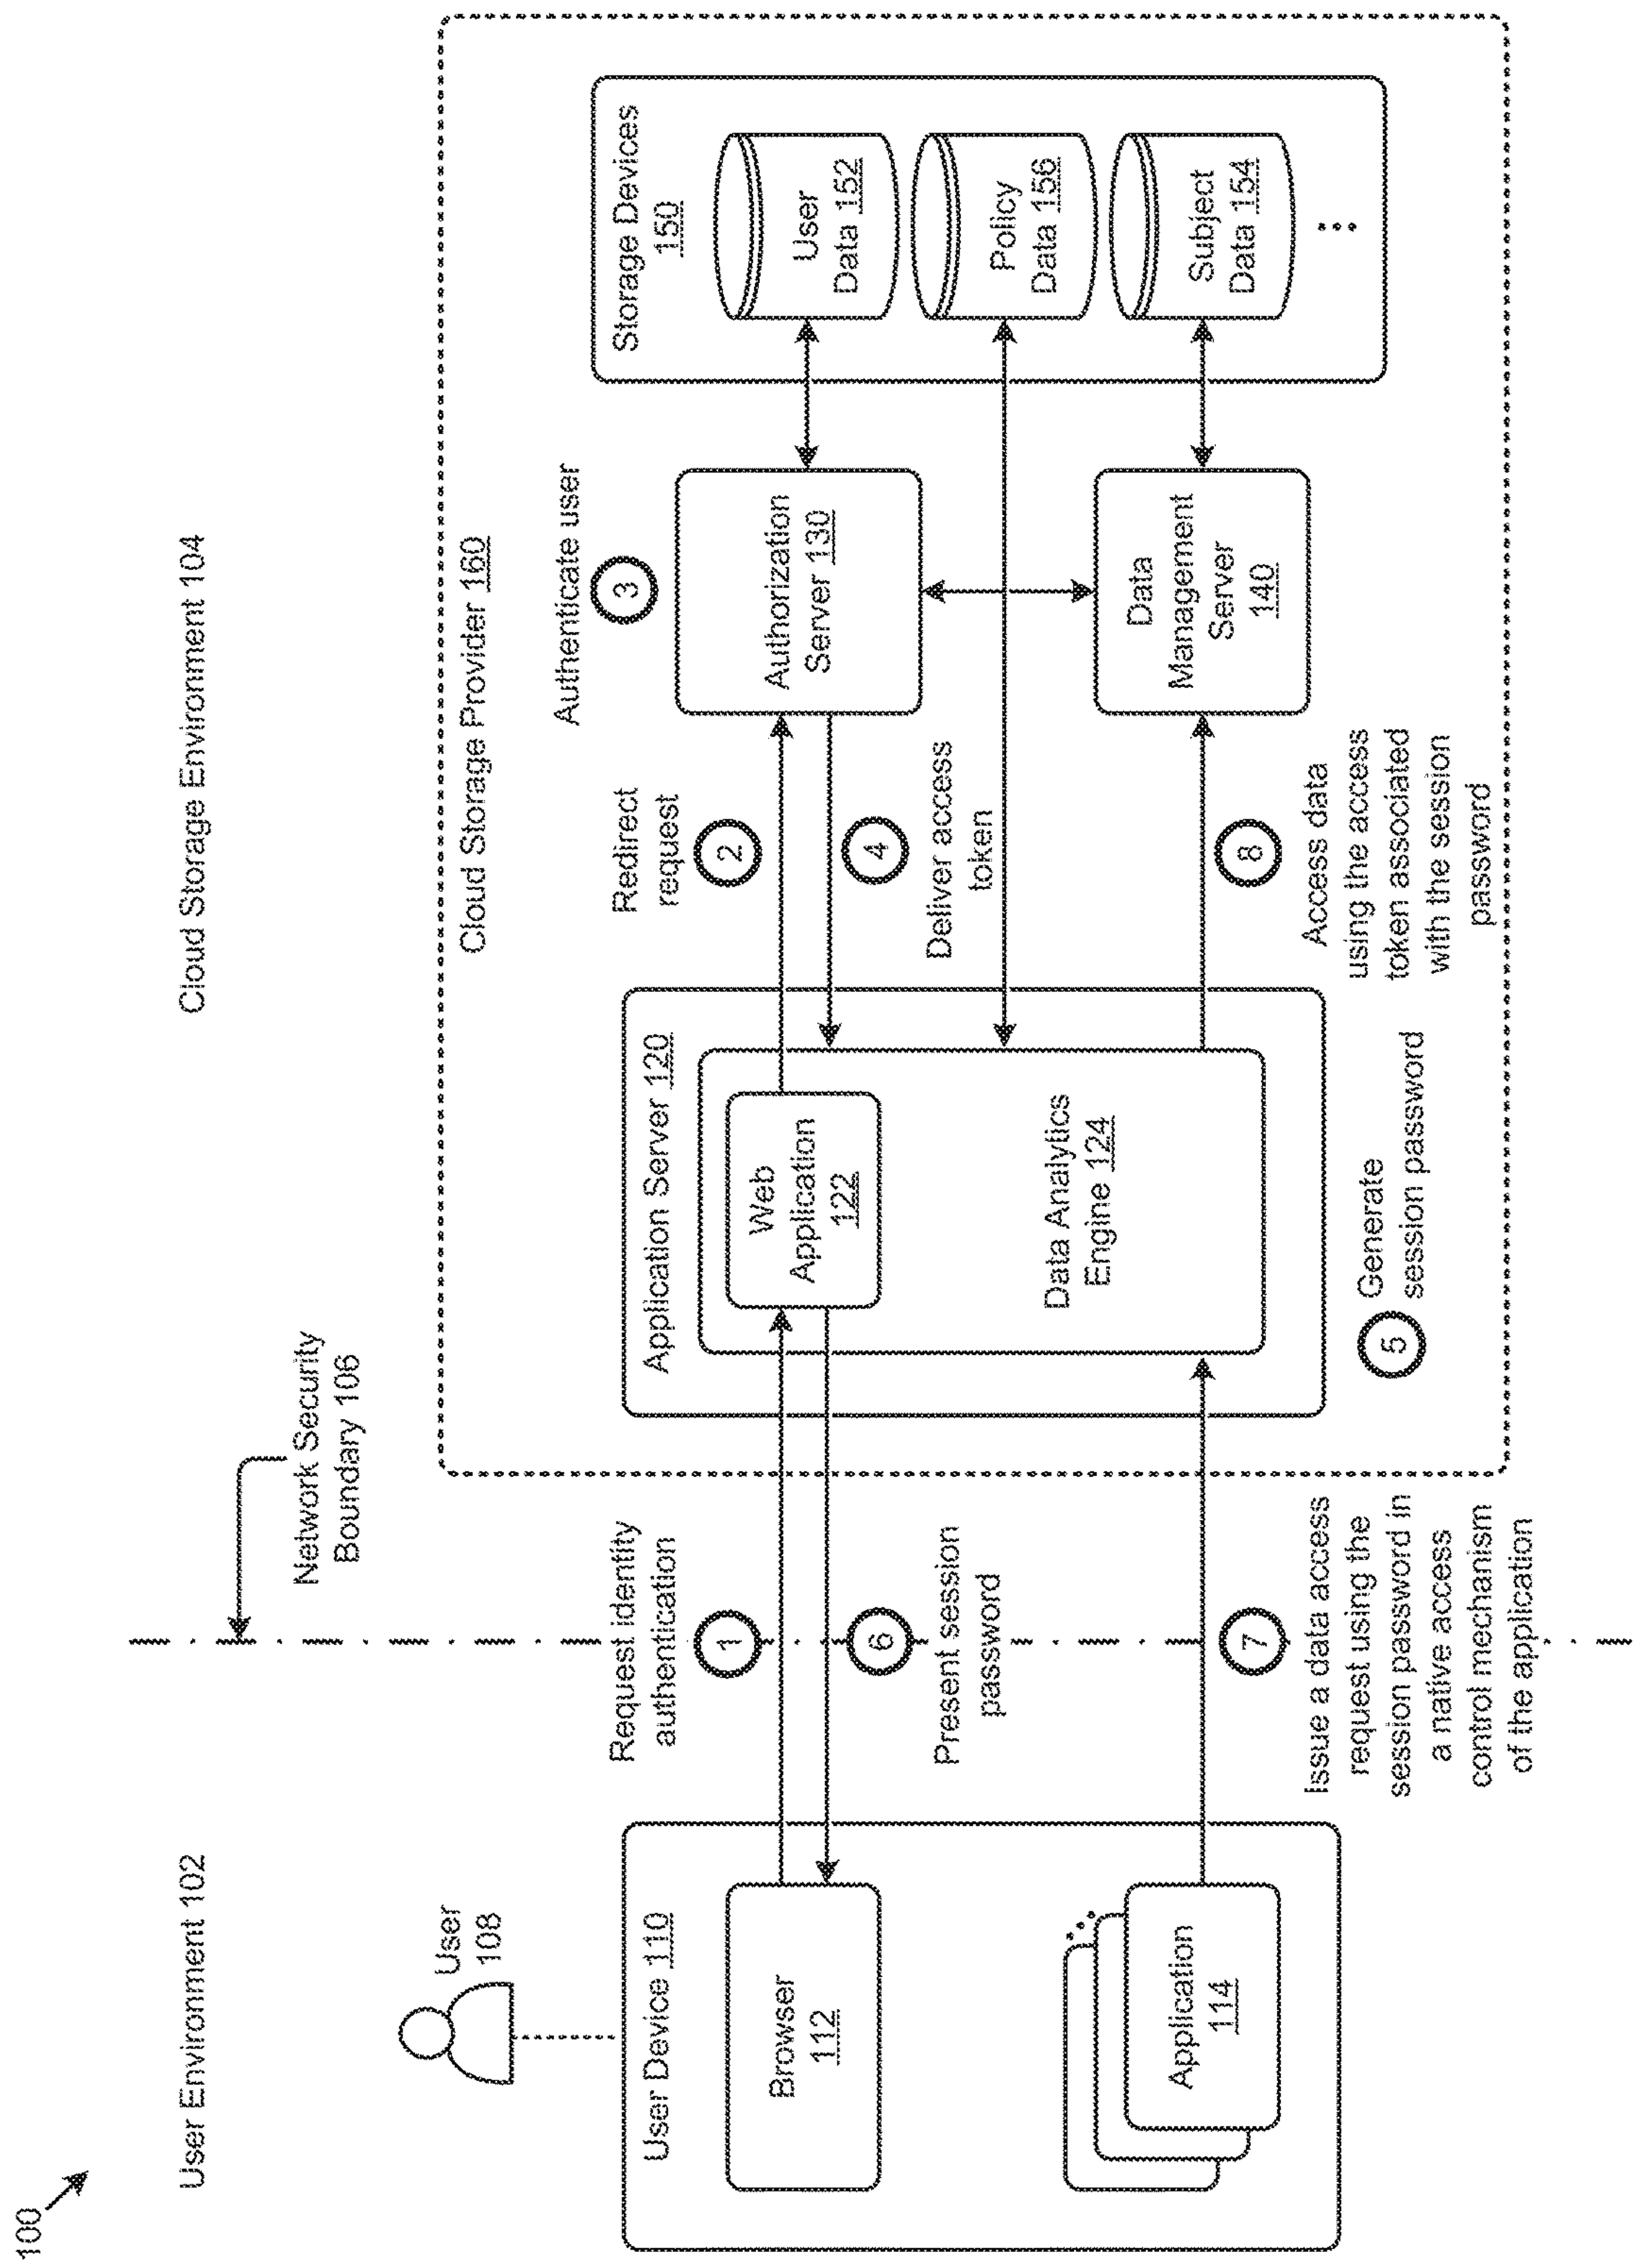 100
User Environment 102
Network Security
Boundary 106
Cloud Storage Environment 104
User
108
User Device 110
Browser
112
Application
114
Request identity
authentication
1
6
Present session
password
7
Issue a data access
request using the
session password in
a native access
control mechanism
of the application
Cloud Storage Provider 160
Application Server 120
Web
Application
122
Data Analytics
Engine 124
5
Generate
session password
Redirect
request
2
4
Deliver access
token
8
Access data
using the access
token associated
with the session
password
Authenticate user
3
Authorization
Server 130
Data
Management
Server
140
Storage Devices
150
User
Data 152
Policy
Data 156
Subject
Data 154